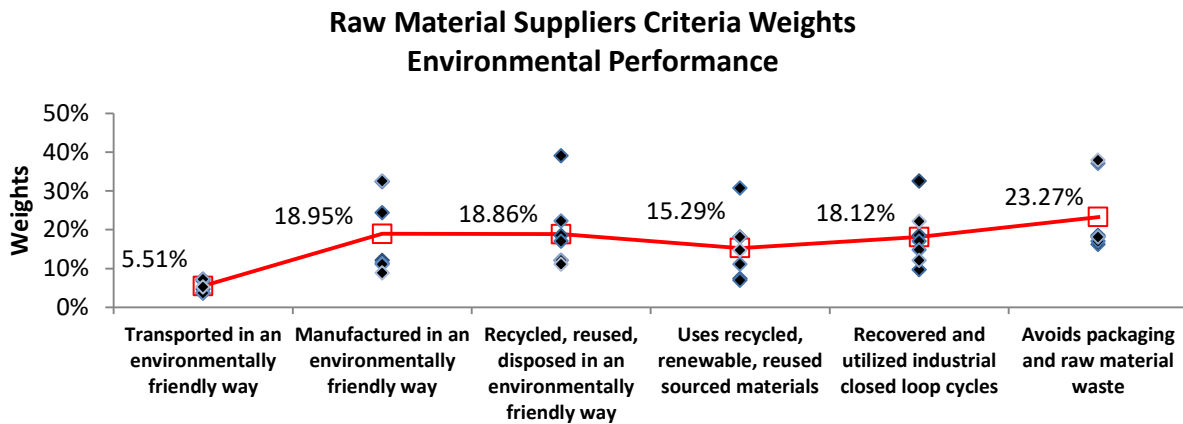 Raw Material Suppliers Criteria Weights
Environmental Performance
Weights
50%
40%
30%
20%
10%
0%
5.51%
18.95%
18.86%
15.29%
18.12%
23.27%
Transported in an
environmentally
friendly way
Manufactured in an
environmentally
friendly way
Recycled, reused,
disposed in an
environmentally
friendly way
Uses recycled,
renewable, reused
sourced materials
Recovered and
utilized industrial
closed loop cycles
Avoids packaging
and raw material
waste